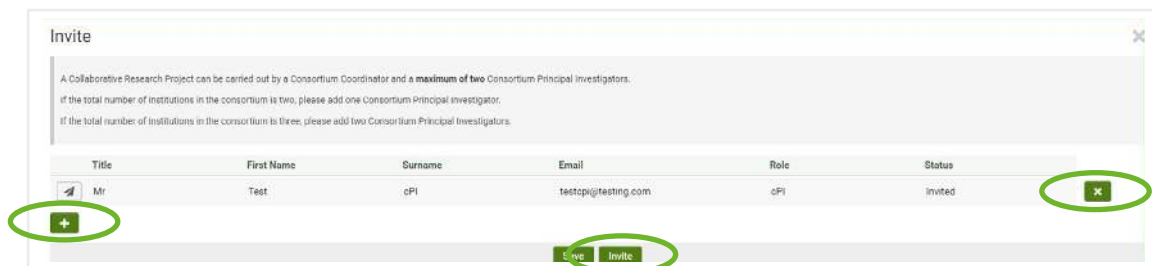 Invite
A Collaborative Research Project can be carried out by a Consortium Coordinator and a maximum of two Consortium Principal Investigators.
If the total number of institutions in the consortium is two, please add one Consortium Principal Investigator.
If the total number of institutions in the consortium is three, please add two Consortium Principal Investigators.
Title First Name Surname Email Role Status
Mr Test cPI testcpi@testing.com cPI Invited
Save Invite